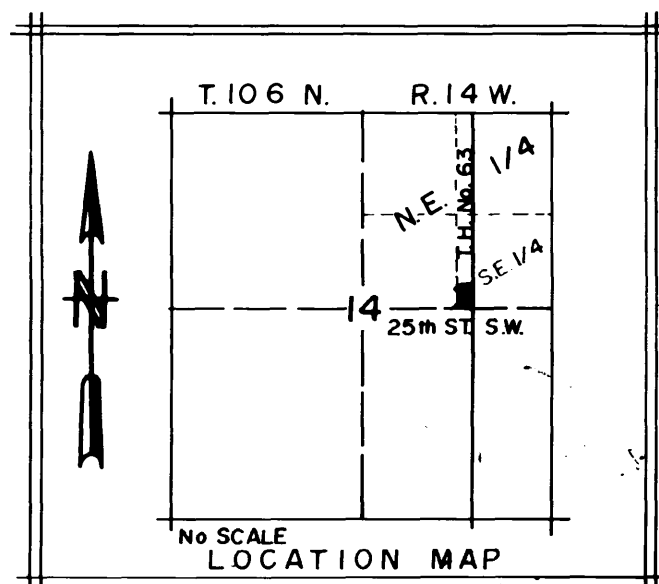 T. 106 N. R. 14 W.
N.E. 1/4
T.H. No. 63
S.E. 1/4
N
14
25th ST. S.W.
No SCALE
LOCATION MAP